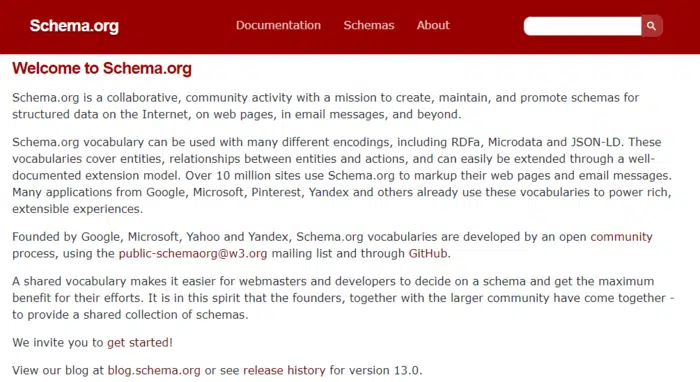 Schema.org
Documentation Schemas About
Welcome to Schema.org
Schema.org is a collaborative, community activity with a mission to create, maintain, and promote schemas for
structured data on the Internet, on web pages, in email messages, and beyond.
Schema.org vocabulary can be used with many different encodings, including RDFa, Microdata and JSON-LD. These
vocabularies cover entities, relationships between entities and actions, and can easily be extended through a well-
documented extension model. Over 10 million sites use Schema.org to markup their web pages and email messages.
Many applications from Google, Microsoft, Pinterest, Yandex and others already use these vocabularies to power rich,
extensible experiences.
Founded by Google, Microsoft, Yahoo and Yandex, Schema.org vocabularies are developed by an open community
process, using the public-schemaorg@w3.org mailing list and through GitHub.
A shared vocabulary makes it easier for webmasters and developers to decide on a schema and get the maximum
benefit for their efforts. It is in this spirit that the founders, together with the larger community have come together -
to provide a shared collection of schemas.
We invite you to get started!
View our blog at blog.schema.org or see release history for version 13.0.